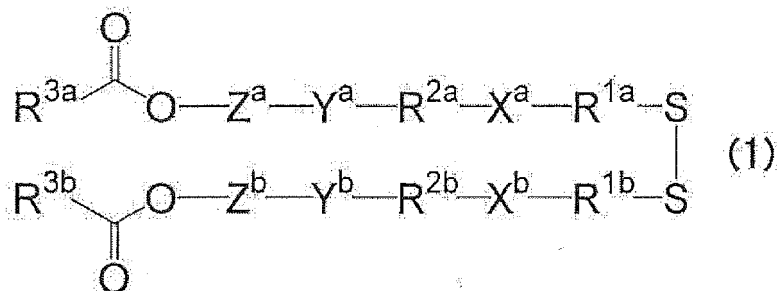 O
R3a O Za Ya R2a Xa R1a S
(1)
R3b O Zb Yb R2b Xb R1b S
O